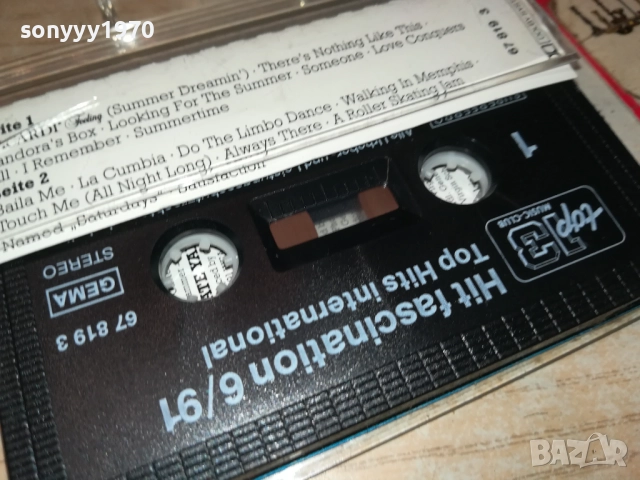 sonyyy1970
67 819 3
Seite 1
(Summer Dreamin') · There's Nothing Like This ·
Pandora's Box · Looking For The Summer · Someone · Love Conquers
All · I Remember · Summertime
Seite 2
Baila Me · La Cumbia · Do The Limbo Dance · Walking In Memphis ·
Touch Me (All Night Long) · Always There · A Roller Skating Jam
Named „Saturdays" · Satisfaction
1
top
13
MUSIC-CLUB
Hit fascination 6/91
Top Hits international
GEMA
STEREO
67 819 3
BAZAR